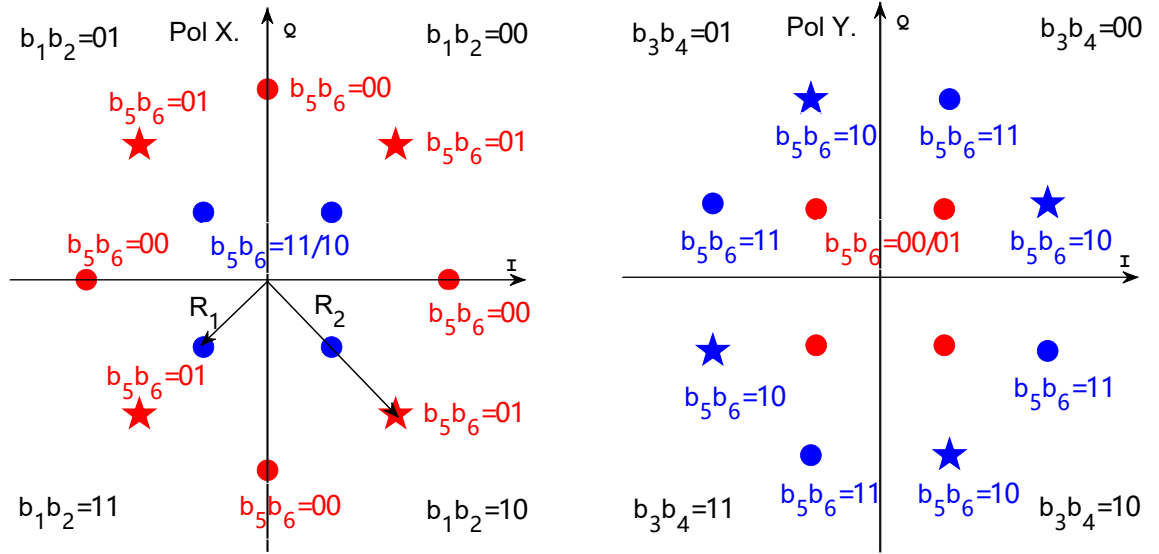 Pol X.
Q
b1b2=01
b1b2=00
b5b6=00
b5b6=01
b5b6=01
b5b6=00
b5b6=11/10
I
R1
R2
b5b6=00
b5b6=01
b5b6=01
b5b6=00
b1b2=11
b1b2=10
Pol Y.
Q
b3b4=01
b3b4=00
b5b6=10
b5b6=11
b5b6=11
b5b6=00/01
b5b6=10
I
b5b6=10
b5b6=11
b5b6=11
b5b6=10
b3b4=11
b3b4=10